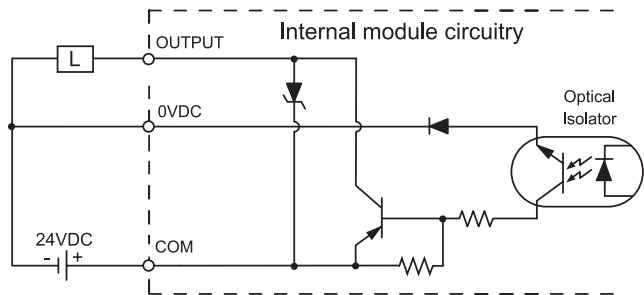 Internal module circuitry
OUTPUT
L
0VDC
Optical
Isolator
24VDC
- +
COM